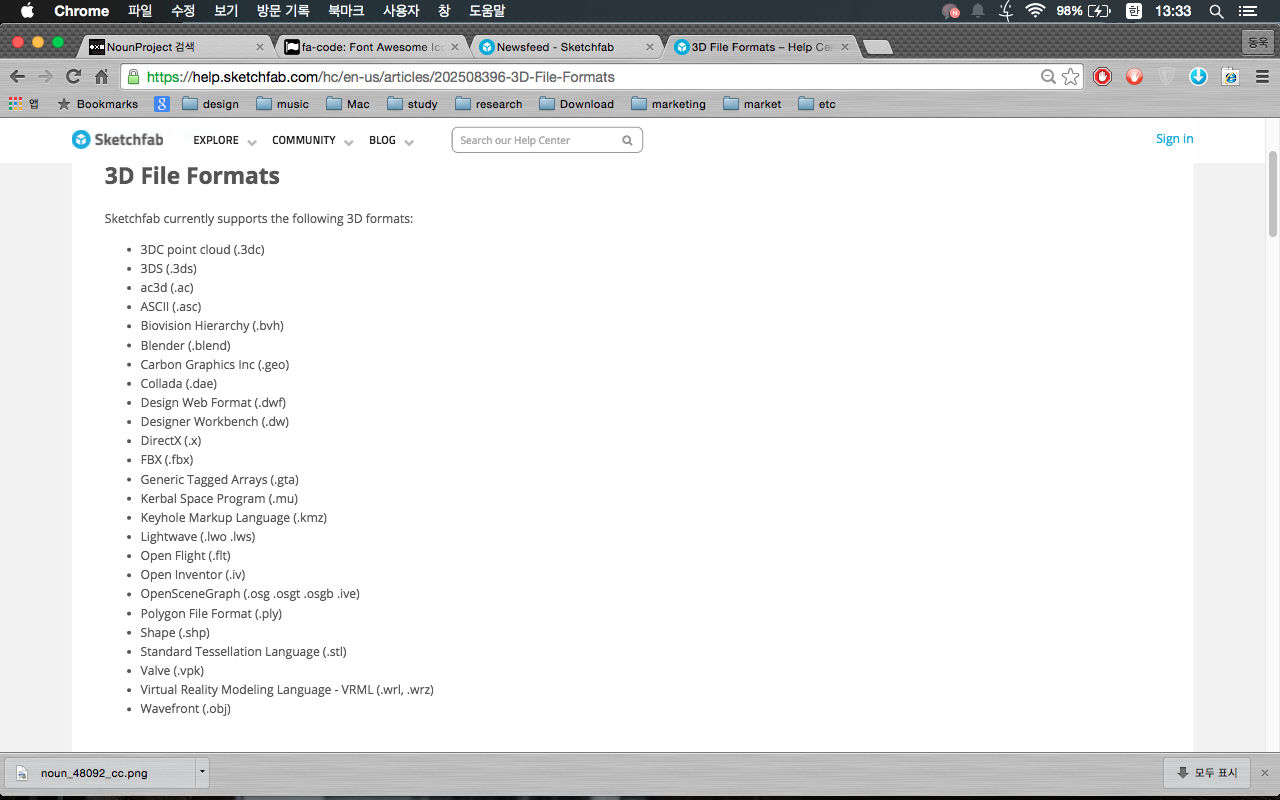 Chrome 파일 수정 보기 방문 기록 북마크 사용자 창 도움말 98% 한 13:33
NounProject 검색 fa-code: Font Awesome Newsfeed - Sketchfab 3D File Formats – Help 동욱
https://help.sketchfab.com/hc/en-us/articles/202508396-3D-File-Formats
앱 Bookmarks 8 design music Mac study research Download marketing market etc
Sketchfab EXPLORE COMMUNITY BLOG Search our Help Center Sign in
3D File Formats
Sketchfab currently supports the following 3D formats:
• 3DC point cloud (.3dc)
• 3DS (.3ds)
• ac3d (.ac)
• ASCII (.asc)
• Biovision Hierarchy (.bvh)
• Blender (.blend)
• Carbon Graphics Inc (.geo)
• Collada (.dae)
• Design Web Format (.dwf)
• Designer Workbench (.dw)
• DirectX (.x)
• FBX (.fbx)
• Generic Tagged Arrays (.gta)
• Kerbal Space Program (.mu)
• Keyhole Markup Language (.kmz)
• Lightwave (.lwo .lws)
• Open Flight (.flt)
• Open Inventor (.iv)
• OpenSceneGraph (.osg .osgt .osgb .ive)
• Polygon File Format (.ply)
• Shape (.shp)
• Standard Tessellation Language (.stl)
• Valve (.vpk)
• Virtual Reality Modeling Language - VRML (.wrl, .wrz)
• Wavefront (.obj)
noun_48092_cc.png 모두 표시